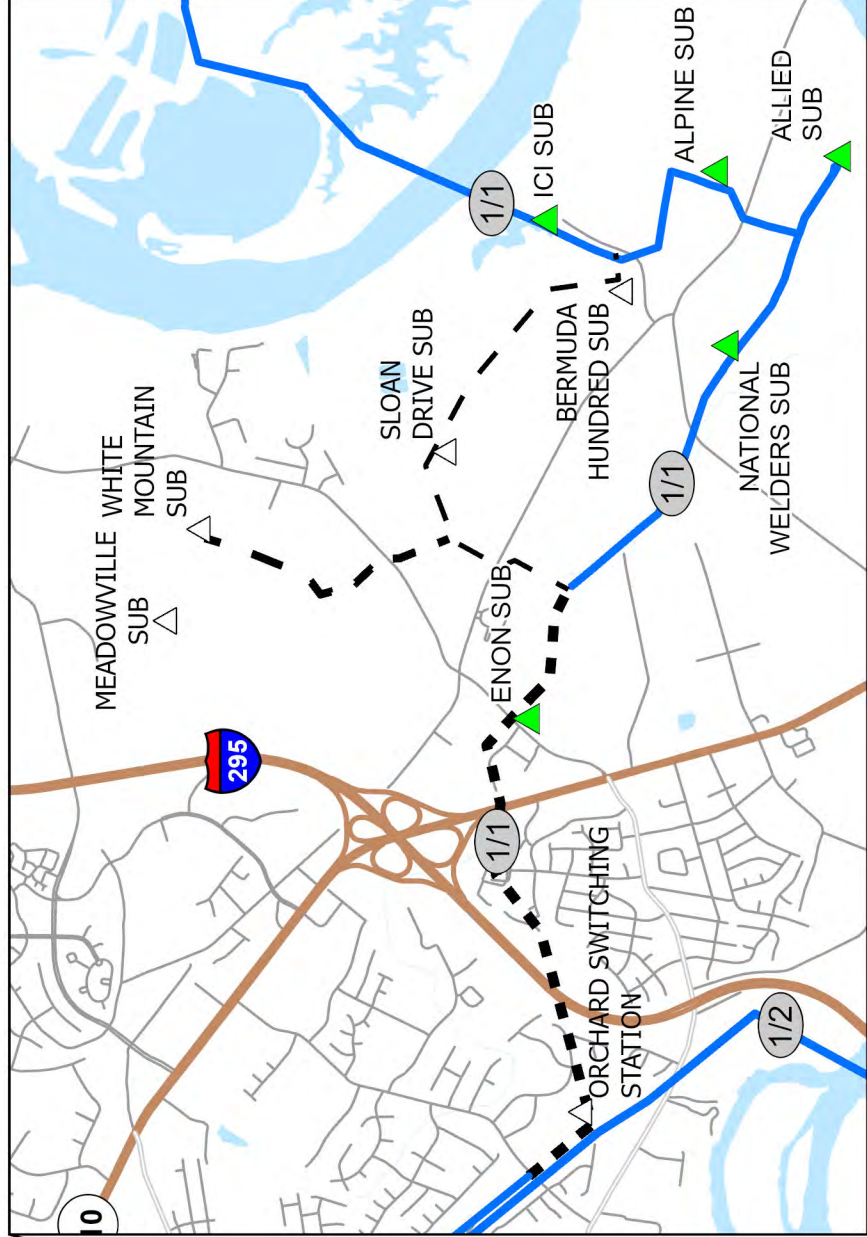 10
MEADOWVILLE
SUB
WHITE
MOUNTAIN
SUB
295
SLOAN
DRIVE SUB
1/1
ENON SUB
1/1
ICI SUB
BERMUDA
HUNDRED SUB
ORCHARD SWITCHING
STATION
1/1
ALPINE SUB
NATIONAL
WELDERS SUB
1/2
ALLIED
SUB